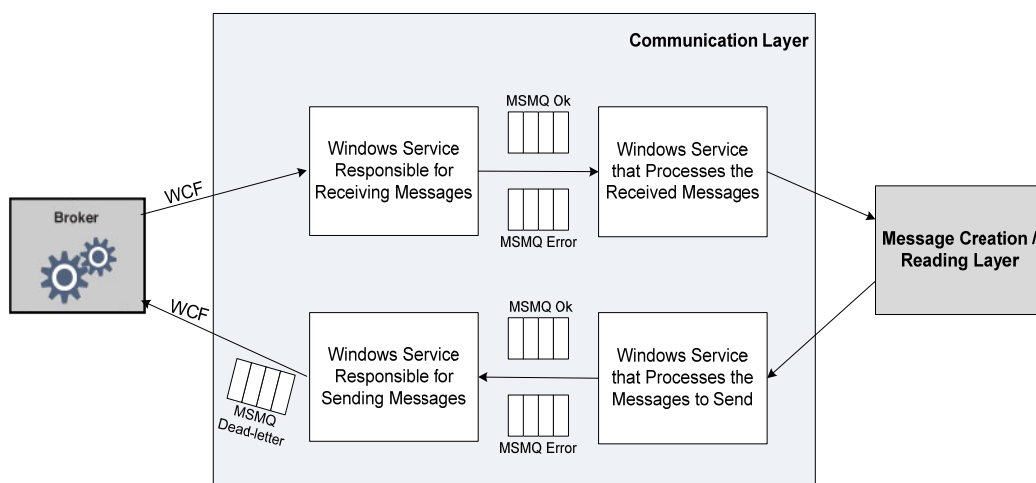 Communication Layer
MSMQ Ok
Windows Service
Responsible for
Receiving Messages
Windows Service
that Processes the
Received Messages
WCF
MSMQ Error
Broker
Message Creation /
Reading Layer
WCF
MSMQ Ok
Windows Service
Responsible for
Sending Messages
Windows Service
that Processes the
Messages to Send
MSMQ
Dead-letter
MSMQ Error